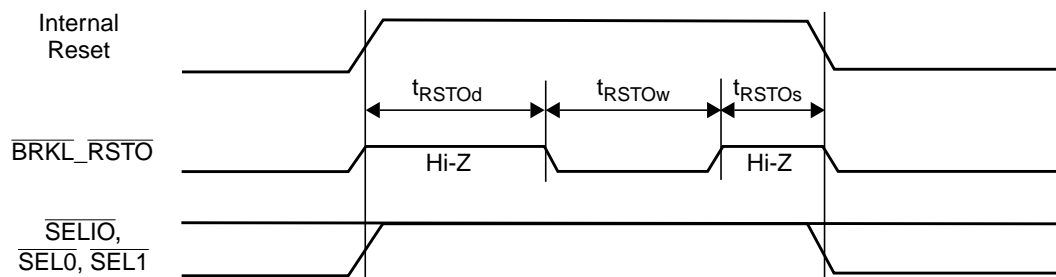 Internal
Reset
tRSTOd
tRSTOw
tRSTOs
BRKL_RSTO
Hi-Z
Hi-Z
SELIO,
SEL0, SEL1